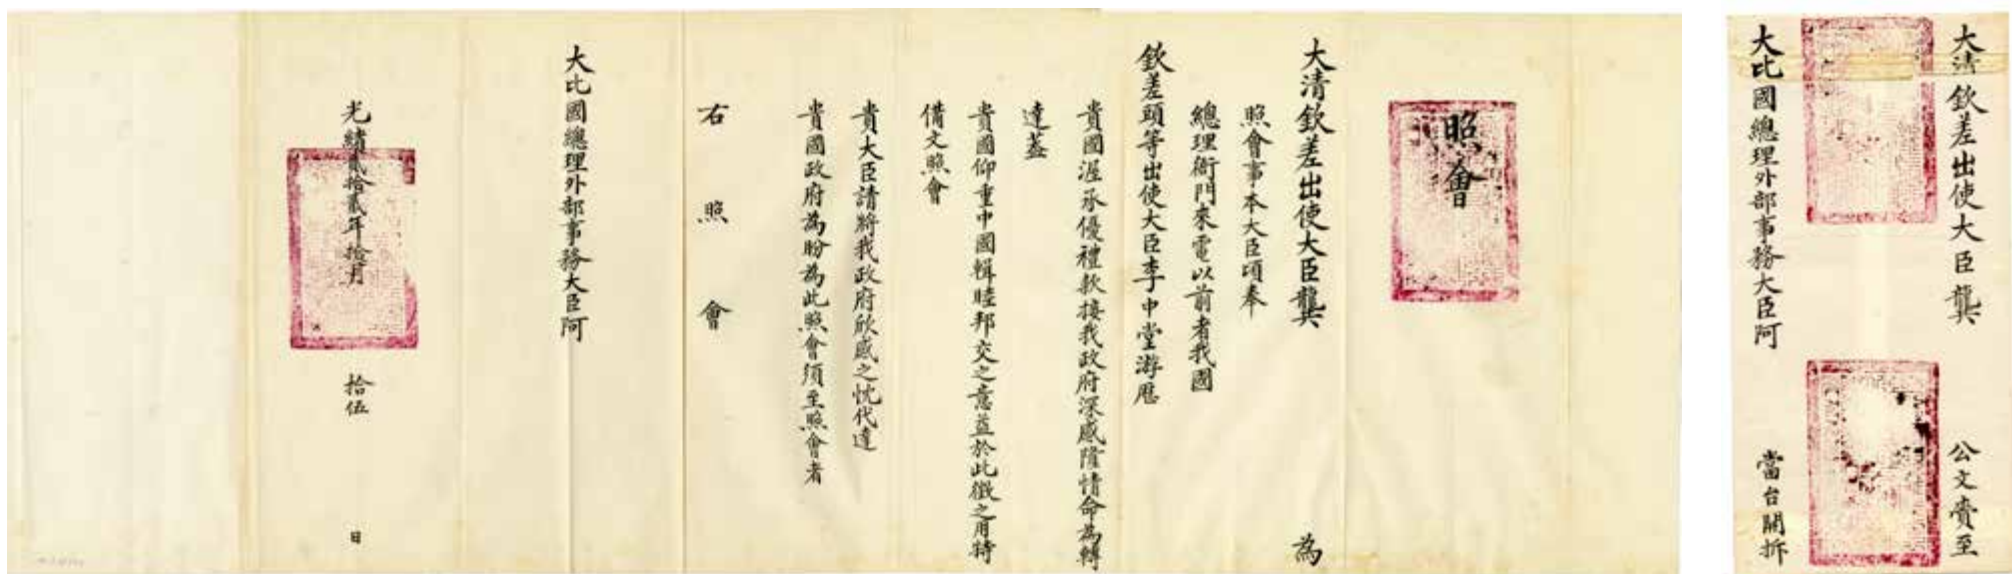 照會
大清欽差出使大臣龔 為
照會事本大臣頃奉
總理衙門來電以前者我國
欽差頭等出使大臣李中堂游歷
貴國渥承優禮欵接我政府深感隆情命為轉
達葢
貴國仰重中國輯睦邦交之意益於此徵之用特
備文照會
貴大臣請將我政府欣感之忱代達
貴國政府為盼為此照會須至照會者
右 照 會
大比國總理外部事務大臣阿
光緒貳拾貳年拾月 拾伍 日
大清欽差出使大臣龔 公文賫至
大比國總理外部事務大臣阿 當台開拆